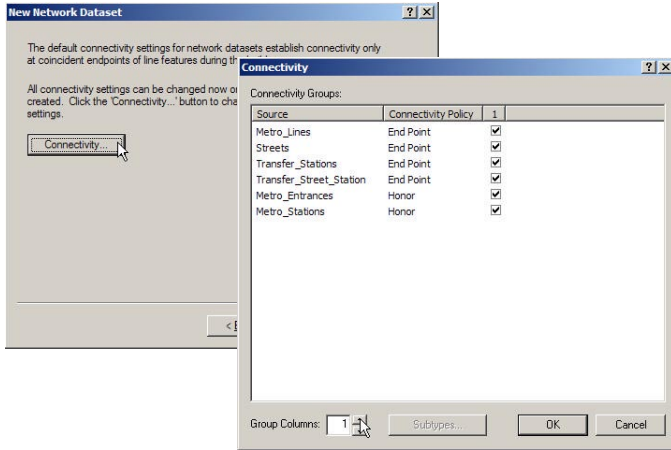 New Network Dataset
The default connectivity settings for network datasets establish connectivity only
at coincident endpoints of line features during
All connectivity settings can be changed now
created. Click the 'Connectivity...' button to
settings.
Connectivity...
<
Connectivity
Connectivity Groups:
Source Connectivity Policy 1
Metro_Lines End Point
Streets End Point
Transfer_Stations End Point
Transfer_Street_Station End Point
Metro_Entrances Honor
Metro_Stations Honor
Group Columns: 1 Subtypes... OK Cancel